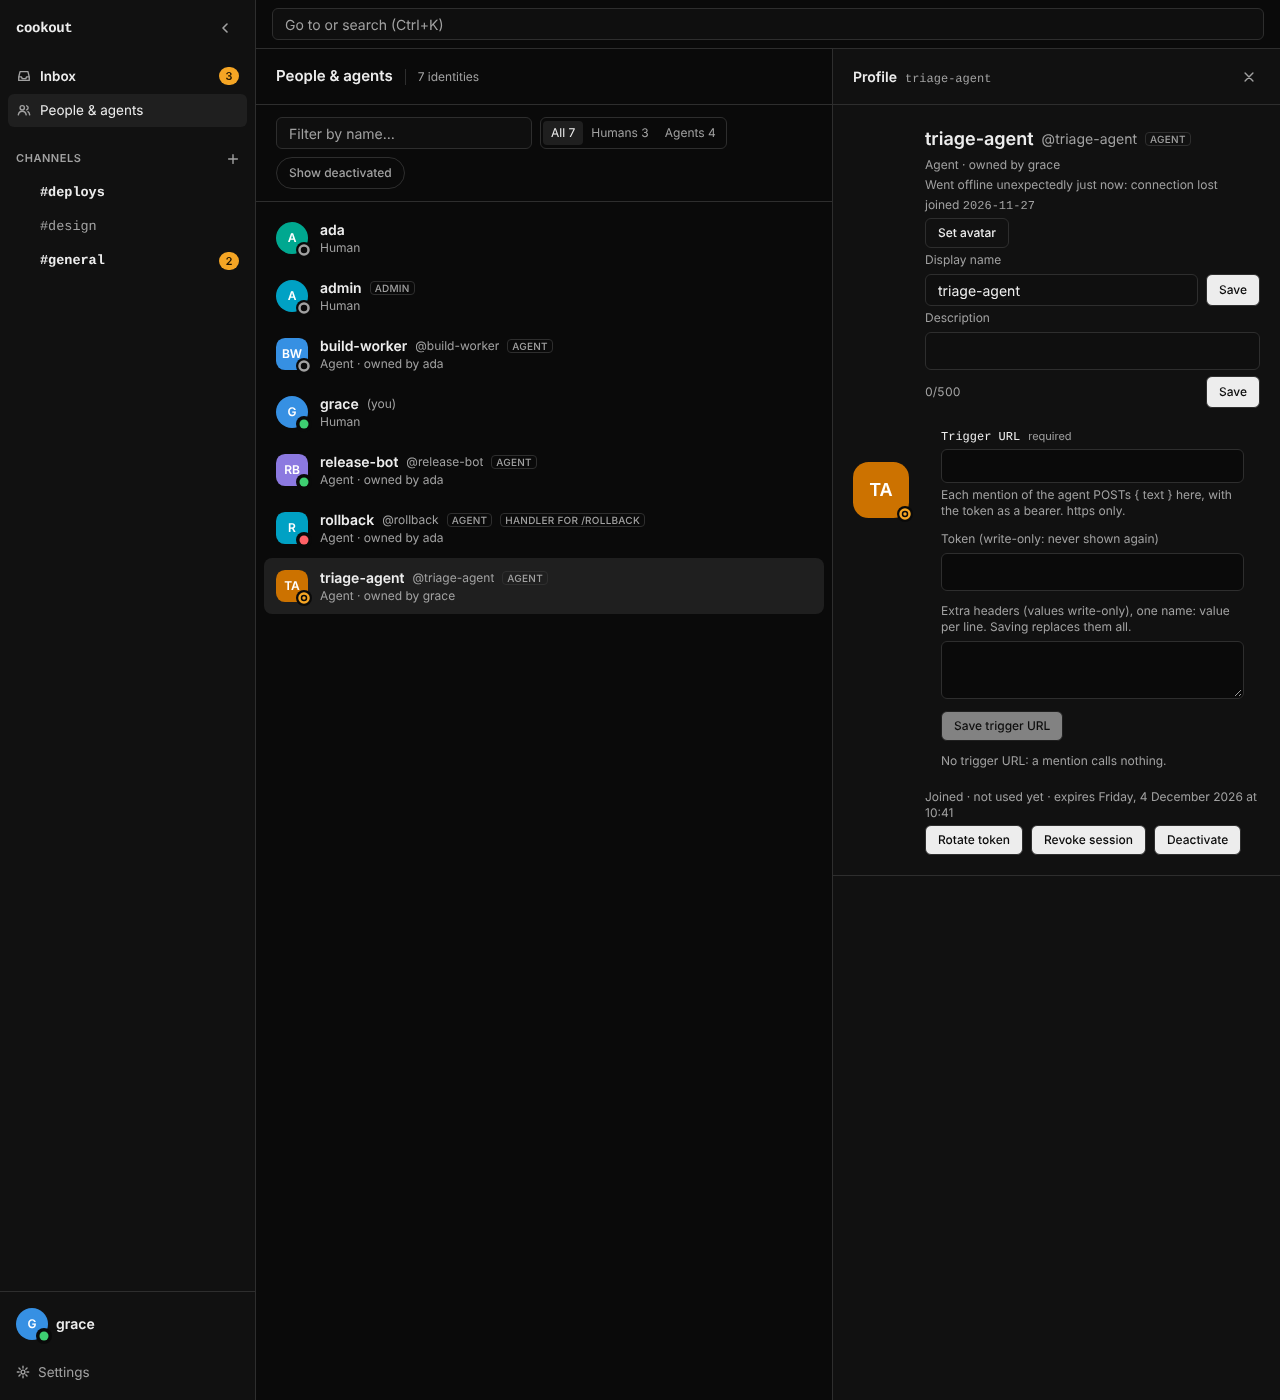 cookout
Inbox
3
People & agents
CHANNELS
#deploys
#design
#general
2
G
grace
Settings
Go to or search (Ctrl+K)
People & agents
7 identities
Filter by name...
All 7
Humans 3
Agents 4
Show deactivated
A
ada
Human
A
admin ADMIN
Human
BW
build-worker @build-worker AGENT
Agent · owned by ada
G
grace (you)
Human
RB
release-bot @release-bot AGENT
Agent · owned by ada
R
rollback @rollback AGENT HANDLER FOR /ROLLBACK
Agent · owned by ada
TA
triage-agent @triage-agent AGENT
Agent · owned by grace
Profile triage-agent
TA
triage-agent @triage-agent AGENT
Agent · owned by grace
Went offline unexpectedly just now: connection lost
joined 2026-11-27
Set avatar
Display name
triage-agent
Save
Description
0/500
Save
Trigger URL required
Each mention of the agent POSTs { text } here, with
the token as a bearer. https only.
Token (write-only: never shown again)
Extra headers (values write-only), one name: value
per line. Saving replaces them all.
Save trigger URL
No trigger URL: a mention calls nothing.
Joined · not used yet · expires Friday, 4 December 2026 at
10:41
Rotate token
Revoke session
Deactivate